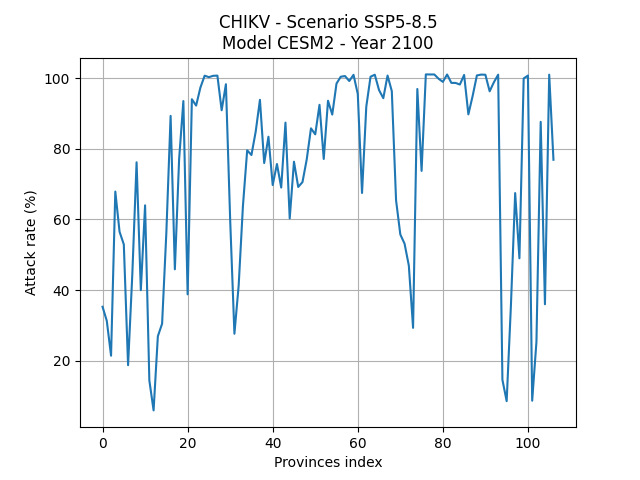 CHIKV - Scenario SSP5-8.5
Model CESM2 - Year 2100
Attack rate (%)
100
80
60
40
20
0 20 40 60 80 100
Provinces index